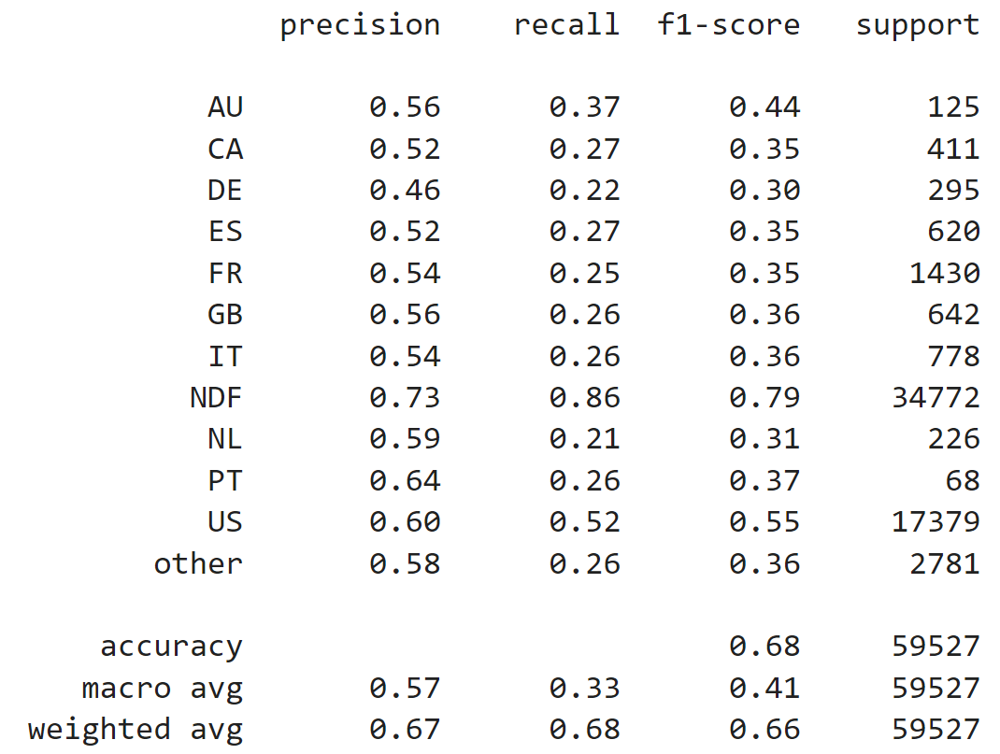 precision recall f1-score support
AU 0.56 0.37 0.44 125
CA 0.52 0.27 0.35 411
DE 0.46 0.22 0.30 295
ES 0.52 0.27 0.35 620
FR 0.54 0.25 0.35 1430
GB 0.56 0.26 0.36 642
IT 0.54 0.26 0.36 778
NDF 0.73 0.86 0.79 34772
NL 0.59 0.21 0.31 226
PT 0.64 0.26 0.37 68
US 0.60 0.52 0.55 17379
other 0.58 0.26 0.36 2781
accuracy 0.68 59527
macro avg 0.57 0.33 0.41 59527
weighted avg 0.67 0.68 0.66 59527